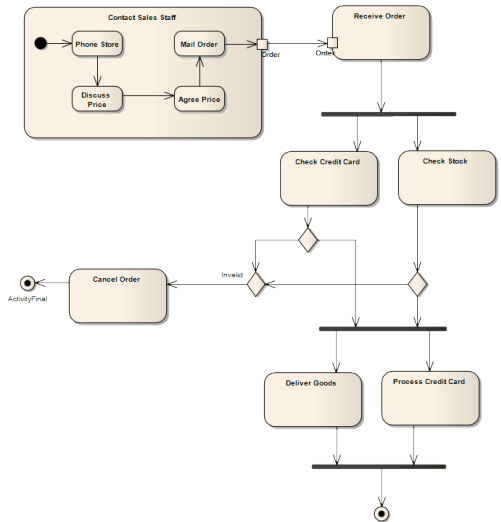 Contact Sales Staff
Receive Order
Phone Store
Mail Order
Order
Order
Discuss
Price
Agree Price
Check Credit Card
Check Stock
Invalid
Cancel Order
ActivityFinal
Deliver Goods
Process Credit Card